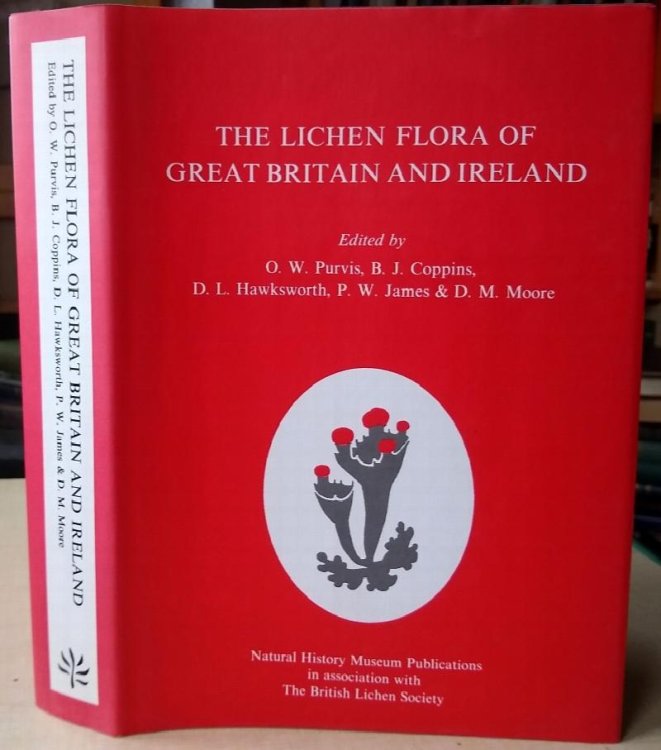 THE LICHEN FLORA OF GREAT BRITAIN AND IRELAND
Edited by O. W. Purvis, B. J. Coppins, D. L. Hawksworth, P. W. James & D. M. Moore
THE LICHEN FLORA OF
GREAT BRITAIN AND IRELAND
Edited by
O. W. Purvis, B. J. Coppins,
D. L. Hawksworth, P. W. James & D. M. Moore
Natural History Museum Publications
in association with
The British Lichen Society